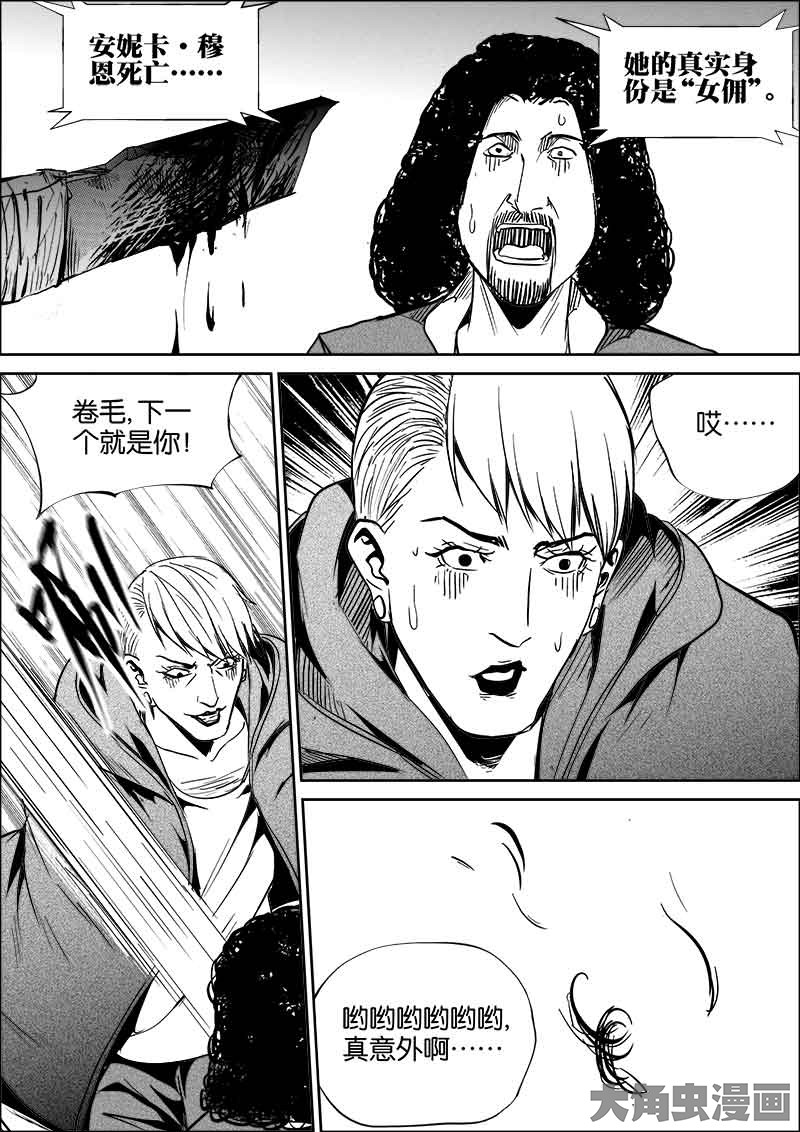 安妮卡·穆
恩死亡……
她的真实身
份是“女佣”。
卷毛,下一
个就是你!
哎……
哟哟哟哟哟哟,
真意外啊……
大角虫漫画